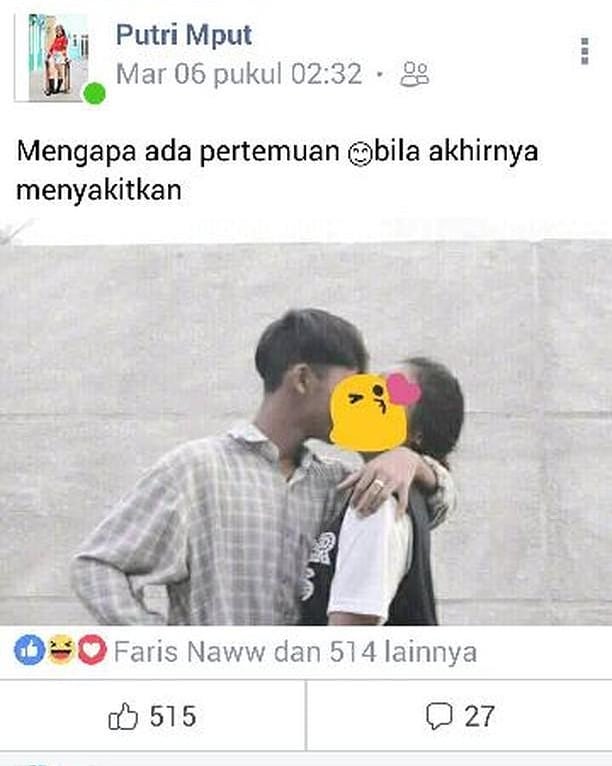 Putri Mput
Mar 06 pukul 02:32 ·
Mengapa ada pertemuan 😊bila akhirnya
menyakitkan
Faris Naww dan 514 lainnya
515
27